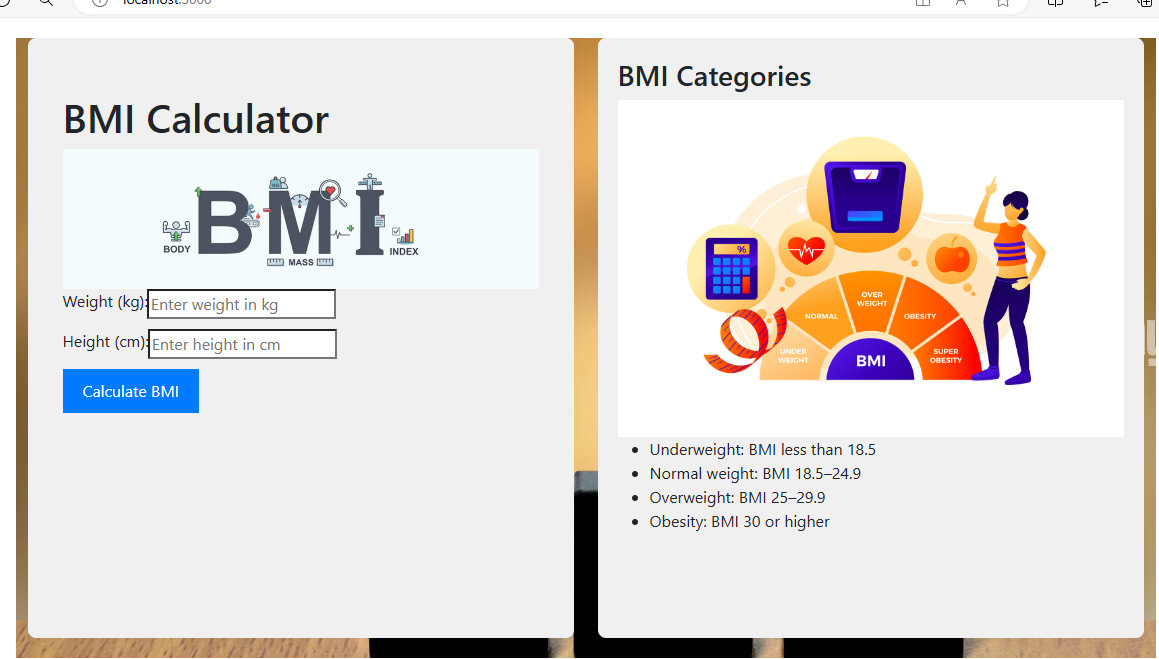 localhost:3000
BMI Calculator
BMI
BODY
MASS
INDEX
Weight (kg):
Enter weight in kg
Height (cm):
Enter height in cm
Calculate BMI
BMI Categories
%
OVER
WEIGHT
NORMAL
OBESITY
UNDER
WEIGHT
BMI
SUPER
OBESITY
Underweight: BMI less than 18.5
Normal weight: BMI 18.5–24.9
Overweight: BMI 25–29.9
Obesity: BMI 30 or higher